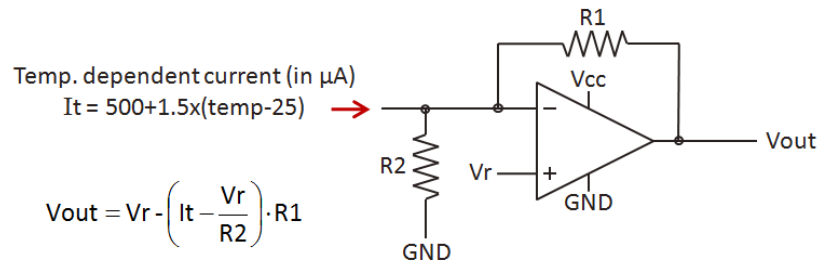 R1
Temp. dependent current (in µA)
It = 500+1.5x(temp-25)
Vcc
−
Vout
R2
Vr
+
GND
Vout = Vr - (It − Vr/R2) · R1
GND